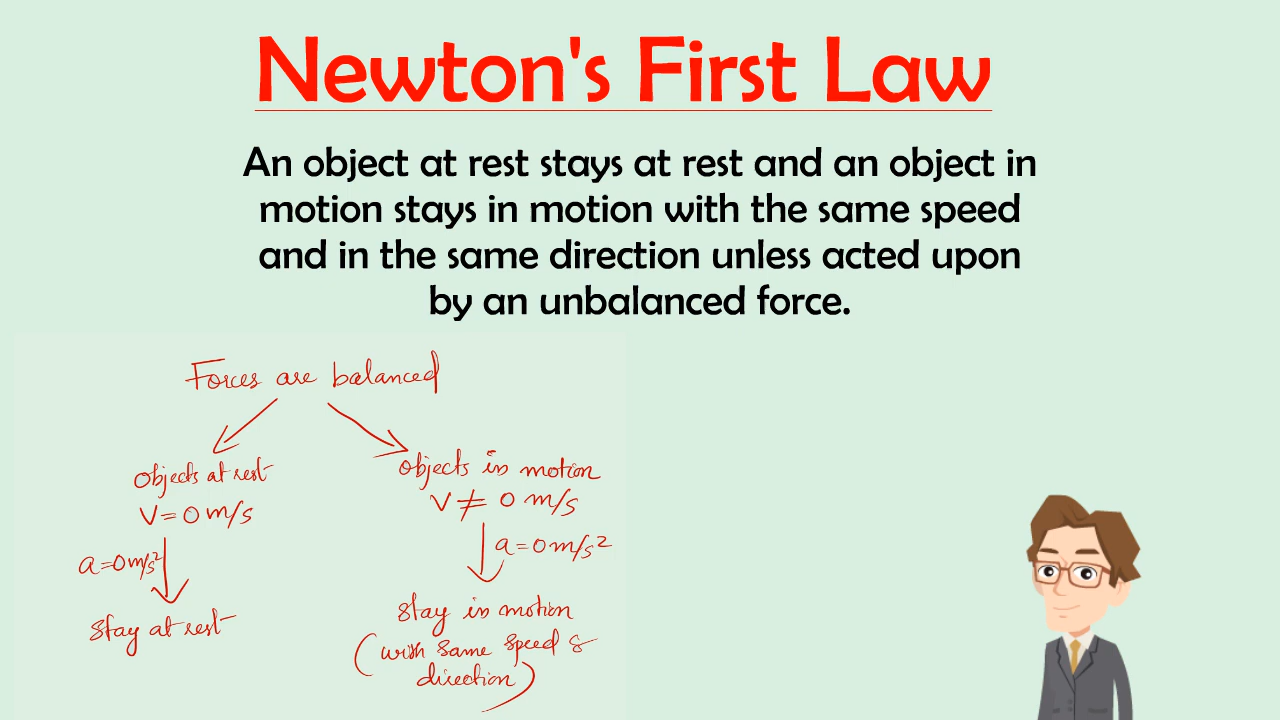 Newton's First Law
An object at rest stays at rest and an object in
motion stays in motion with the same speed
and in the same direction unless acted upon
by an unbalanced force.
Forces are balanced
Objects at rest
V = 0 m/s
a=0m/s²
Stay at rest
Objects in motion
V ≠ 0 m/s
a=0m/s²
Stay in motion
(with same speed &
direction)